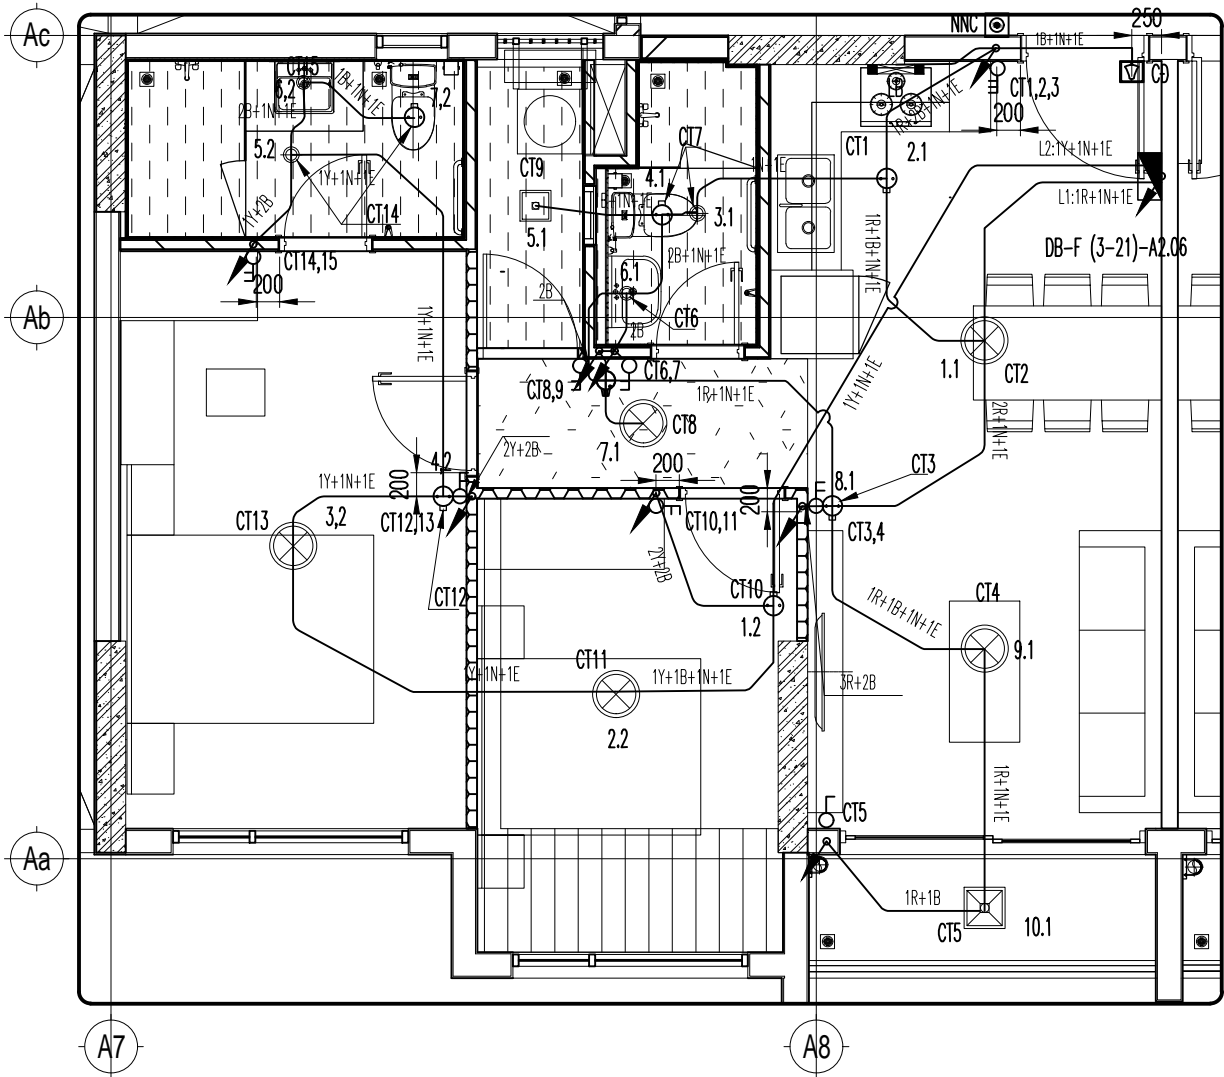 Ac
NNC
250
1B+1N+1E
CĐ
CT1,2,3
200
CT15
6,2
7,2
1B+1N+1E
2B+1N+1E
5.2
1Y+1N+1E
1Y+2B
CT14
CT14,15
200
CT9
5.1
CT7
4.1
3.1
1B+1N+1E
2B+1N+1E
6.1
2B
2B
CT6
CT1
2.1
1R+2B+1N+1E
L2:1Y+1N+1E
L1:1R+1N+1E
1R+1B+1N+1E
DB-F (3-21)-A2.06
Ab
1Y+1N+1E
CT8,9
CT6,7
1R+1N+1E
1Y+1N+1E
1.1
CT2
2R+1N+1E
CT8
7.1
2Y+2B
200
4.2
200
1Y+1N+1E
3,2
CT13
CT12,13
CT10,11
200
8.1
CT3
CT3,4
2Y+2B
CT12
CT10
1.2
1R+1B+1N+1E
CT4
9.1
CT11
1Y+1N+1E
1Y+1B+1N+1E
3R+2B
2.2
1R+1N+1E
CT5
Aa
1R+1B
CT5
10.1
A7
A8